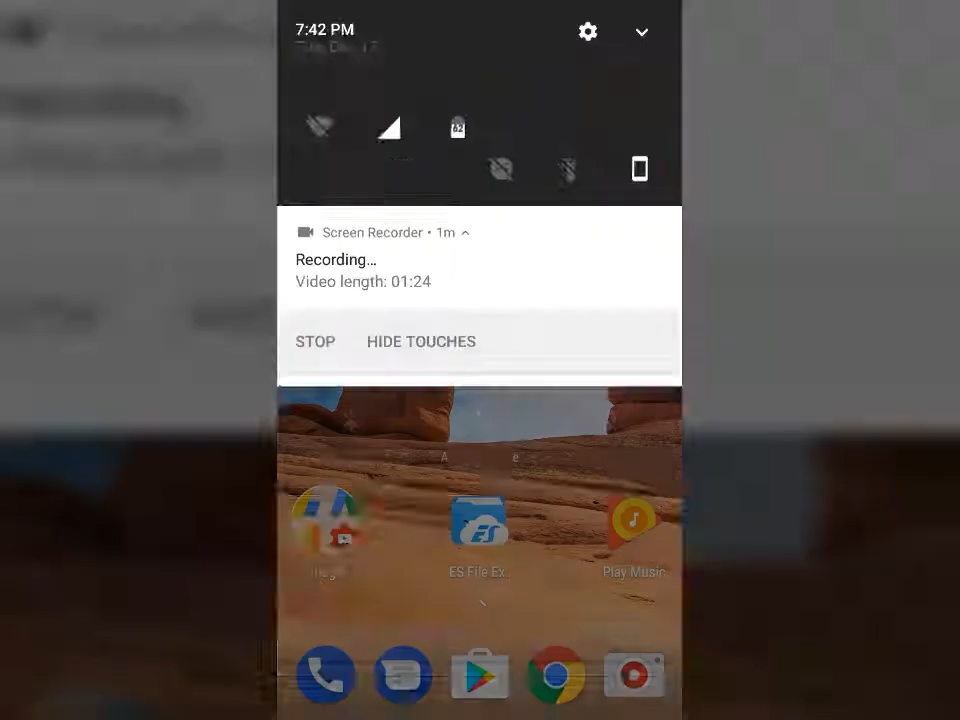 7:42 PM
62
Screen Recorder • 1m
Recording...
Video length: 01:24
STOP HIDE TOUCHES
ES File Ex..
Play Music